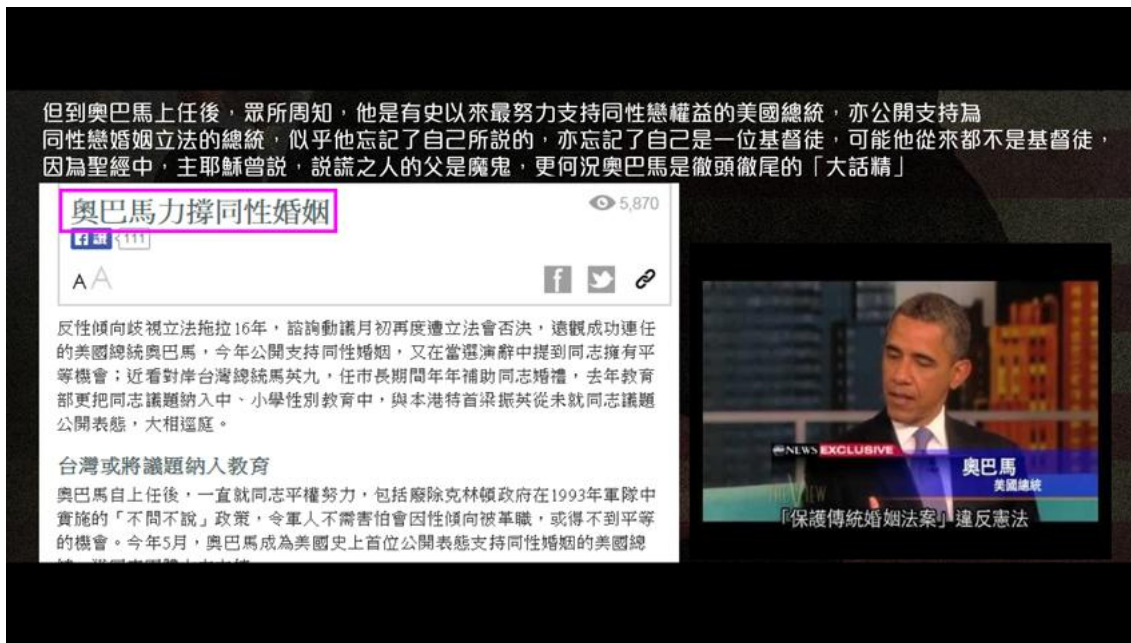 但到奧巴馬上任後，眾所周知，他是有史以來最努力支持同性戀權益的美國總統，亦公開支持為
同性戀婚姻立法的總統，似乎他忘記了自己所說的，亦忘記了自己是一位基督徒，可能他從來都不是基督徒，
因為聖經中，主耶穌曾說，說謊之人的父是魔鬼，更何況奧巴馬是徹頭徹尾的「大話精」
奧巴馬力撐同性婚姻
5,870
f 讚 111
A A
反性傾向歧視立法拖拉16年，諮詢動議月初再度遭立法會否決，遠觀成功連任
的美國總統奧巴馬，今年公開支持同性婚姻，又在當選演辭中提到同志擁有平
等機會；近看對岸台灣總統馬英九，任市長期間年年補助同志婚禮，去年教育
部更把同志議題納入中、小學性別教育中，與本港特首梁振英從未就同志議題
公開表態，大相逕庭。
台灣或將議題納入教育
奧巴馬自上任後，一直就同志平權努力，包括廢除克林頓政府在1993年軍隊中
實施的「不問不說」政策，令軍人不需害怕會因性傾向被革職，或得不到平等
的機會。今年5月，奧巴馬成為美國史上首位公開表態支持同性婚姻的美國總
NEWS EXCLUSIVE
奧巴馬
美國總統
THE VIEW
「保護傳統婚姻法案」違反憲法